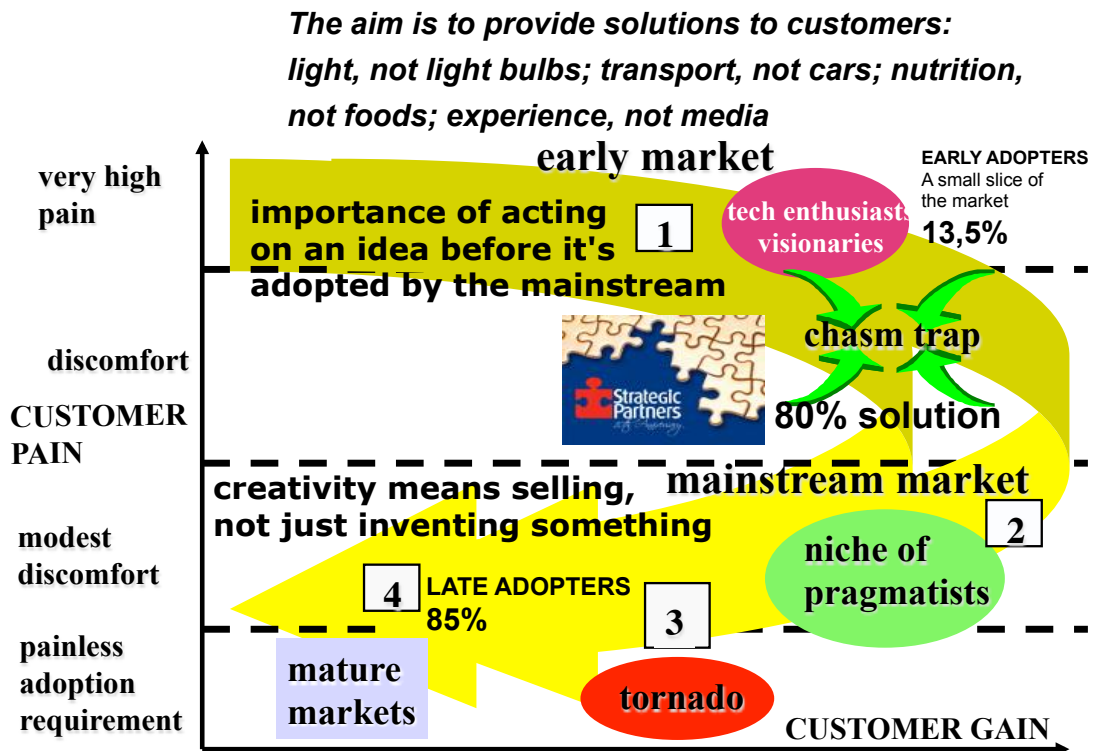 The aim is to provide solutions to customers:
light, not light bulbs; transport, not cars; nutrition,
not foods; experience, not media
early market
very high
pain
importance of acting
on an idea before it's
adopted by the mainstream
1
tech enthusiasts
visionaries
EARLY ADOPTERS
A small slice of
the market
13,5%
discomfort
chasm trap
Strategic
Partners
Anniversary
80% solution
CUSTOMER
PAIN
creativity means selling,
not just inventing something
mainstream market
2
modest
discomfort
niche of
pragmatists
4
LATE ADOPTERS
85%
3
painless
adoption
requirement
mature
markets
tornado
CUSTOMER GAIN